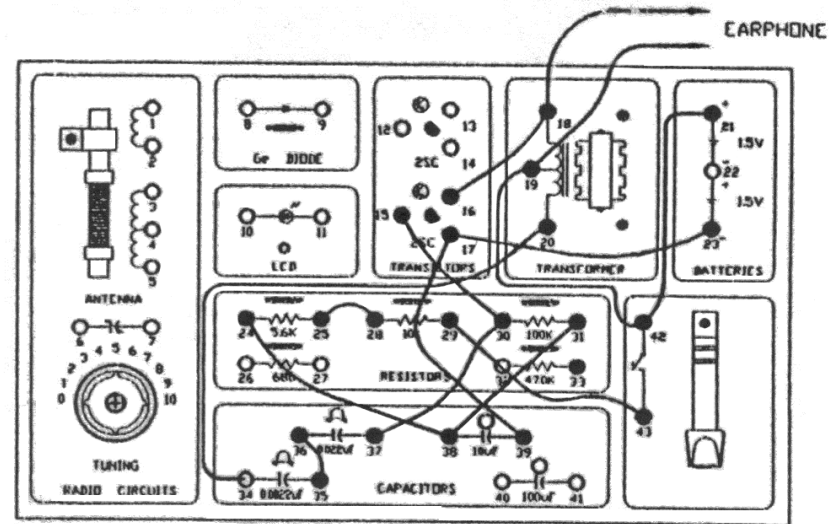 EARPHONE
1
2
3
4
5
ANTENNA
6
7
0 1 2 3 4 5 6 7 8 9 10
TUNING
RADIO CIRCUITS
8
9
Ge DIODE
10
11
LED
12
13
2SC
14
15
16
2SC
17
TRANSISTORS
18
19
20
TRANSFORMER
21
1.5V
22
1.5V
23
BATTERIES
24
5.6K
25
28
29
30
100K
31
26
27
470K
33
RESISTORS
36
0.022uF
37
38
10uF
39
34
0.0022uF
35
CAPACITORS
40
100uF
41
42
43